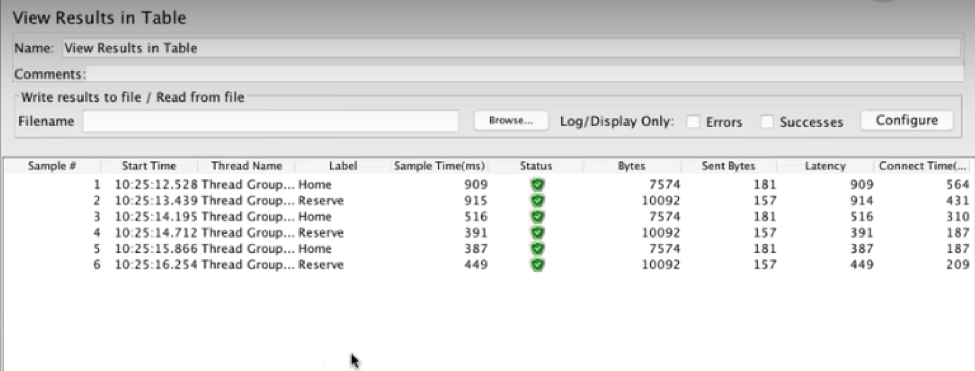 View Results in Table
Name: View Results in Table
Comments:
Write results to file / Read from file
Filename Browse... Log/Display Only: Errors Successes Configure
Sample # Start Time Thread Name Label Sample Time(ms) Status Bytes Sent Bytes Latency Connect Time(...
1 10:25:12.528 Thread Group... Home 909 7574 181 909 564
2 10:25:13.439 Thread Group... Reserve 915 10092 157 914 431
3 10:25:14.195 Thread Group... Home 516 7574 181 516 310
4 10:25:14.712 Thread Group... Reserve 391 10092 157 391 187
5 10:25:15.866 Thread Group... Home 387 7574 181 387 187
6 10:25:16.254 Thread Group... Reserve 449 10092 157 449 209